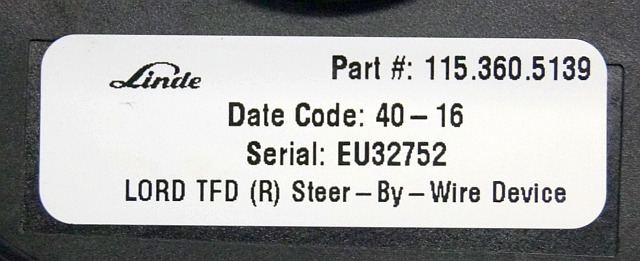 Linde
Part #: 115.360.5139
Date Code: 40-16
Serial: EU32752
LORD TFD (R) Steer-By-Wire Device